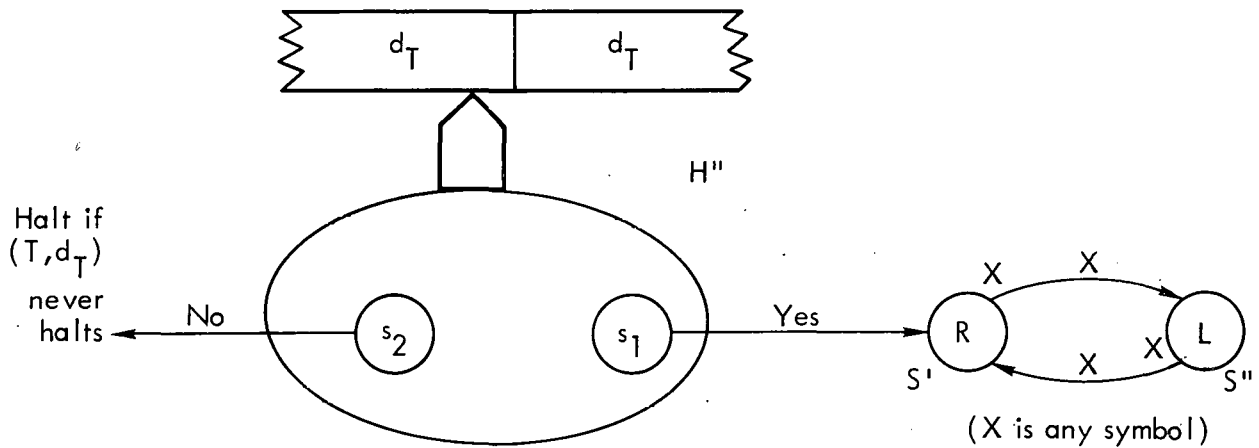 d_T d_T
H"
Halt if
(T,d_T)
never
halts
No
s_2
s_1
Yes
R
X
X
L
X
X
S'
S"
(X is any symbol)